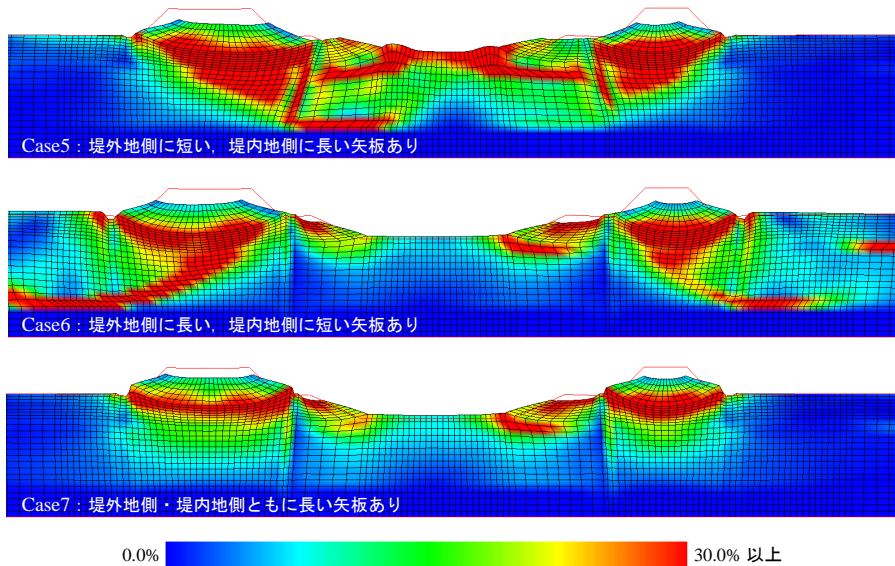 Case5：堤外地側に短い，堤内地側に長い矢板あり
Case6：堤外地側に長い，堤内地側に短い矢板あり
Case7：堤外地側・堤内地側ともに長い矢板あり
0.0% 30.0% 以上